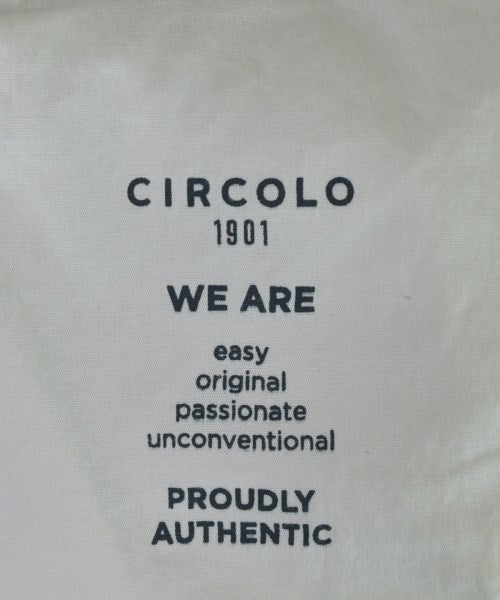 CIRCOLO
1901
WE ARE
easy
original
passionate
unconventional
PROUDLY
AUTHENTIC